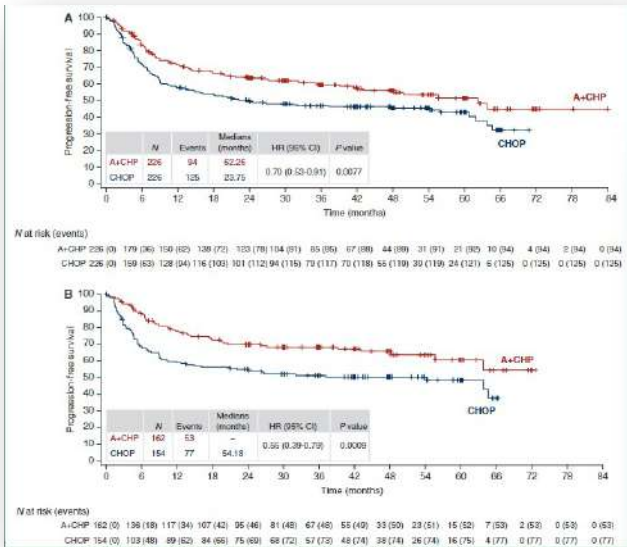 A
Progression-free survival
100
90
80
70
60
50
40
30
20
10
0
A+CHP
CHOP
N Events Medians (months) HR (95% CI) P value
A+CHP 226 94 62.26 0.70 (0.53-0.91) 0.0077
CHOP 226 125 23.75
0 6 12 18 24 30 36 42 48 54 60 66 72 78 84
Time (months)
N at risk (events)
A+CHP 226 (0) 179 (36) 150 (62) 138 (72) 133 (78) 104 (91) 85 (95) 67 (98) 44 (99) 31 (91) 21 (92) 10 (94) 4 (94) 2 (94) 0 (94)
CHOP 226 (0) 159 (63) 128 (94) 116 (103) 101 (112) 94 (115) 79 (117) 70 (118) 55 (119) 39 (119) 24 (121) 6 (125) 0 (125) 0 (125) 0 (125)
B
Progression-free survival
100
90
80
70
60
50
40
30
20
10
0
A+CHP
CHOP
N Events Medians (months) HR (95% CI) P value
A+CHP 162 53 – 0.55 (0.39-0.79) 0.0009
CHOP 154 77 54.18
0 6 12 18 24 30 36 42 48 54 60 66 72 78 84
Time (months)
N at risk (events)
A+CHP 162 (0) 136 (18) 117 (34) 107 (42) 95 (46) 81 (48) 67 (48) 55 (49) 33 (50) 23 (51) 15 (52) 7 (53) 2 (53) 0 (53) 0 (53)
CHOP 154 (0) 103 (48) 89 (62) 84 (66) 75 (69) 68 (72) 57 (73) 48 (74) 38 (74) 26 (74) 16 (75) 4 (77) 0 (77) 0 (77) 0 (77)